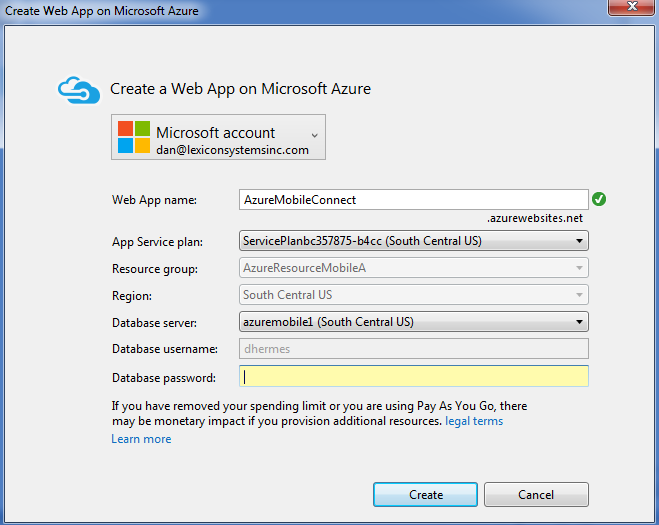 Create Web App on Microsoft Azure
Create a Web App on Microsoft Azure
Microsoft account
dan@lexiconsystemsinc.com
Web App name: AzureMobileConnect
.azurewebsites.net
App Service plan: ServicePlanbc357875-b4cc (South Central US)
Resource group: AzureResourceMobileA
Region: South Central US
Database server: azuremobile1 (South Central US)
Database username: dhermes
Database password:
If you have removed your spending limit or you are using Pay As You Go, there
may be monetary impact if you provision additional resources. legal terms
Learn more
Create Cancel